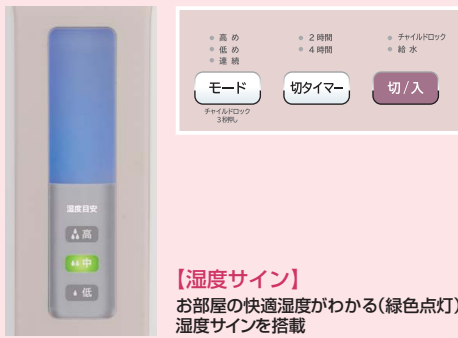 高め
低め
連続
2時間
4時間
チャイルドロック
給水
モード
切タイマー
切/入
チャイルドロック
3秒押し
湿度目安
高
中
低
【湿度サイン】
お部屋の快適湿度がわかる(緑色点灯)
湿度サインを搭載